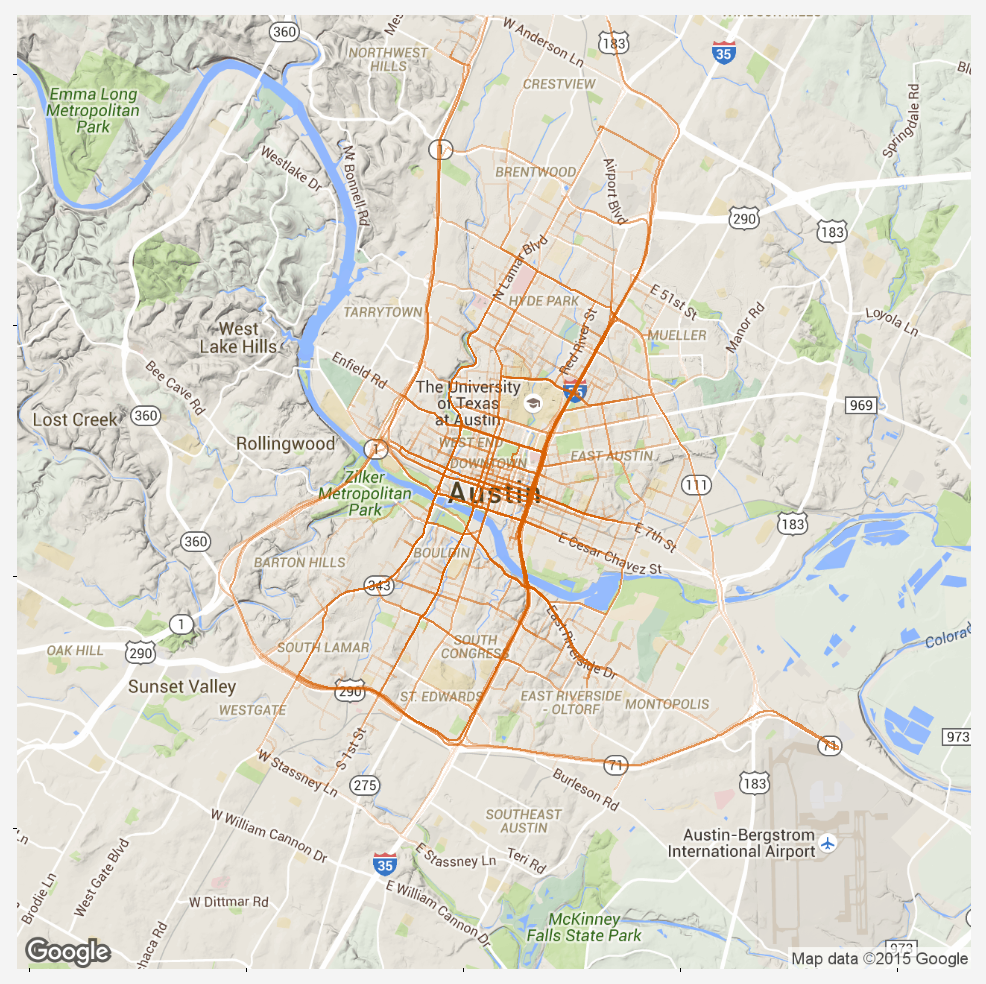 360
183
35
W Anderson Ln
NORTHWEST
HILLS
CRESTVIEW
Emma Long
Metropolitan
Park
Springdale Rd
1
Westlake Dr
Mt Bonnell Rd
BRENTWOOD
Airport Blvd
290
183
N Lamar Blvd
E 51st St
HYDE PARK
TARRYTOWN
Red River St
MUELLER
Manor Rd
Loyola Ln
West
Lake Hills
Enfield Rd
Bee Cave Rd
The University
of Texas
at Austin
35
969
360
Lost Creek
Rollingwood
1
WEST END
DOWNTOWN
EAST AUSTIN
Zilker
Metropolitan
Park
Austin
111
183
E 7th St
360
E Cesar Chavez St
BOULDIN
BARTON HILLS
343
1
East Riverside Dr
OAK HILL
290
SOUTH LAMAR
SOUTH
CONGRESS
Sunset Valley
290
ST. EDWARDS
EAST RIVERSIDE
- OLTORF
MONTOPOLIS
WESTGATE
S 1st St
71
973
W Stassney Ln
71
275
Burleson Rd
183
W William Cannon Dr
SOUTHEAST
AUSTIN
Austin-Bergstrom
International Airport
E Stassney Ln
Teri Rd
35
E William Cannon Dr
West Gate Blvd
Brodie Ln
W Dittmar Rd
McKinney
Falls State Park
973
Google
Map data ©2015 Google